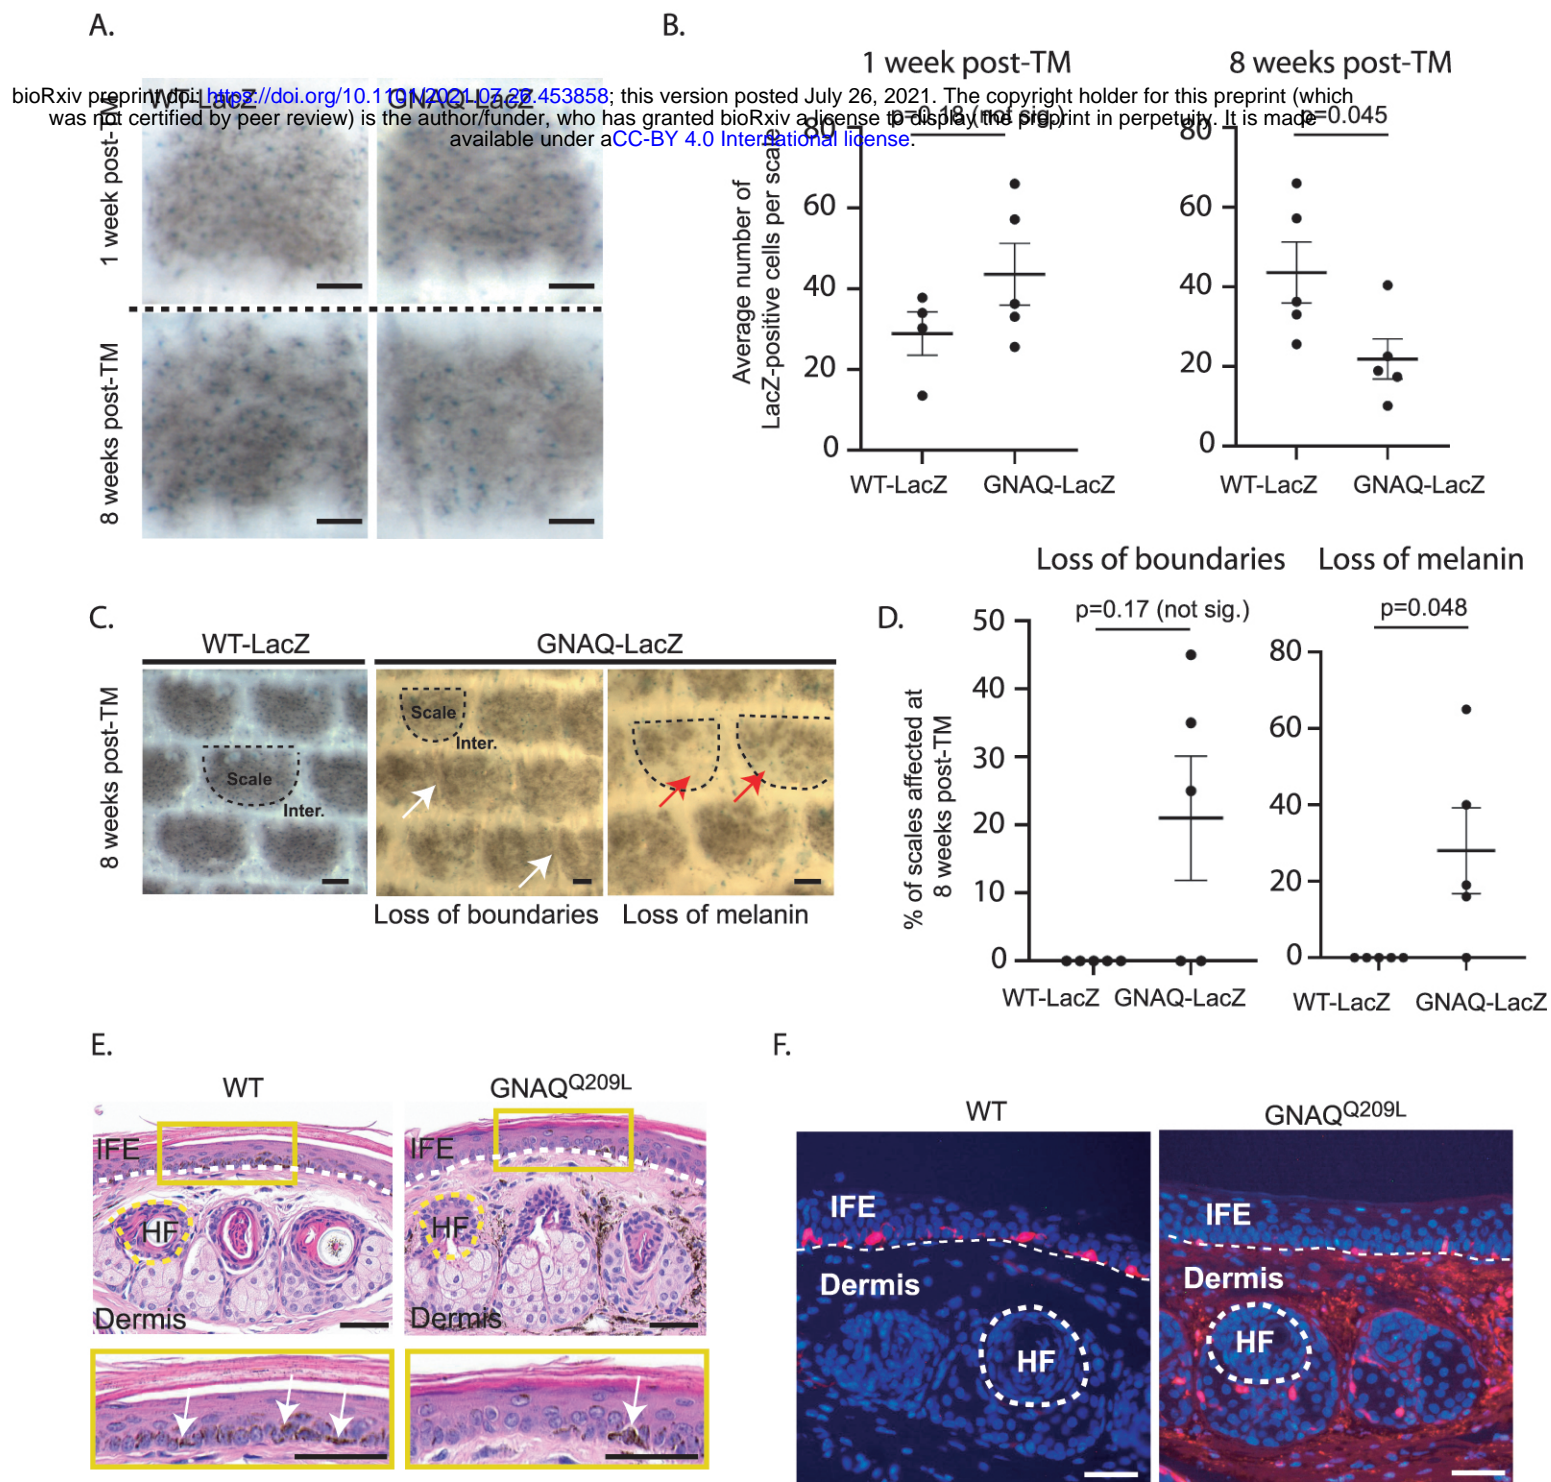 A.
B.
1 week post-TM
8 weeks post-TM
bioRxiv preprint doi: https://doi.org/10.1101/2021.07.26.453858; this version posted July 26, 2021. The copyright holder for this preprint (which
was not certified by peer review) is the author/funder, who has granted bioRxiv a license to display the preprint in perpetuity. It is made
available under aCC-BY 4.0 International license.
WT-LacZ
GNAQ-LacZ
1 week post-TM
8 weeks post-TM
p=0.18 (not sig.)
p=0.045
Average number of
LacZ-positive cells per scale
80
60
40
20
0
WT-LacZ
GNAQ-LacZ
80
60
40
20
0
WT-LacZ
GNAQ-LacZ
C.
WT-LacZ
GNAQ-LacZ
8 weeks post-TM
Scale
Inter.
Scale
Inter.
Loss of boundaries
Loss of melanin
D.
Loss of boundaries
Loss of melanin
p=0.17 (not sig.)
p=0.048
% of scales affected at
8 weeks post-TM
50
40
30
20
10
0
WT-LacZ
GNAQ-LacZ
80
60
40
20
0
WT-LacZ
GNAQ-LacZ
E.
WT
GNAQQ209L
IFE
HF
Dermis
IFE
HF
Dermis
F.
WT
GNAQQ209L
IFE
Dermis
HF
IFE
Dermis
HF